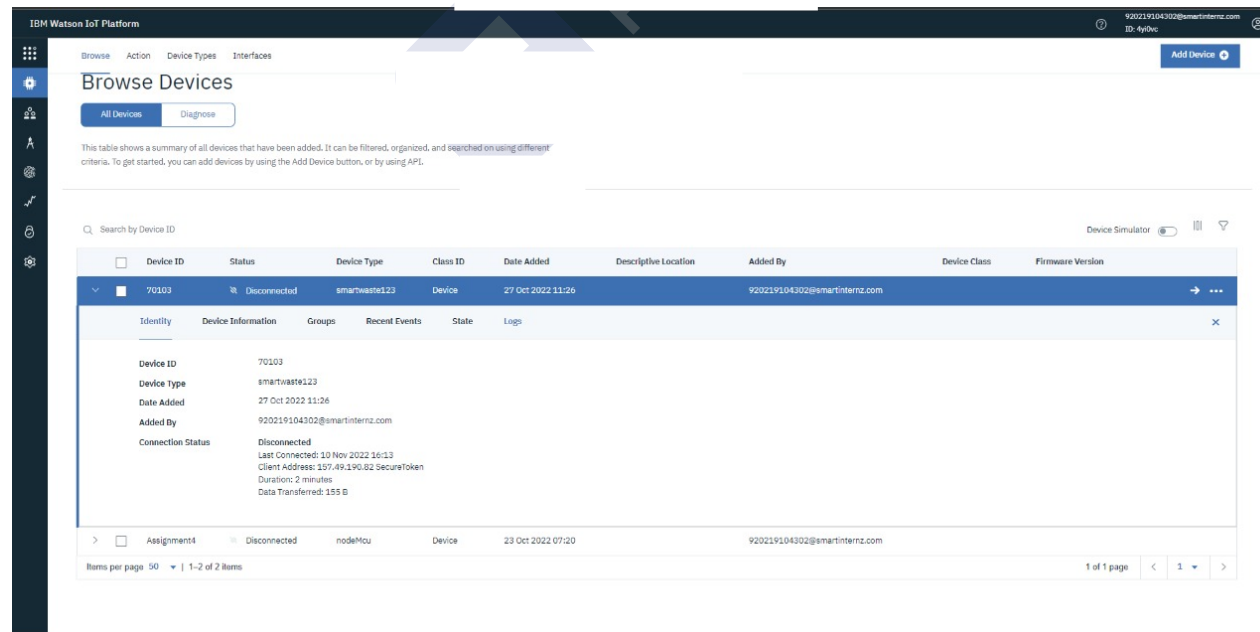 IBM Watson IoT Platform
920219104302@smartinternz.com
ID: 4yi0vc
Browse Action Device Types Interfaces
Add Device
Browse Devices
All Devices Diagnose
This table shows a summary of all devices that have been added. It can be filtered, organized, and searched on using different
criteria. To get started, you can add devices by using the Add Device button, or by using API.
Search by Device ID
Device Simulator
Device ID Status Device Type Class ID Date Added Descriptive Location Added By Device Class Firmware Version
70103 Disconnected smartwaste123 Device 27 Oct 2022 11:26 920219104302@smartinternz.com
Identity Device Information Groups Recent Events State Logs
Device ID 70103
Device Type smartwaste123
Date Added 27 Oct 2022 11:26
Added By 920219104302@smartinternz.com
Connection Status Disconnected
Last Connected: 10 Nov 2022 16:13
Client Address: 157.49.190.82 SecureToken
Duration: 2 minutes
Data Transferred: 155 B
Assignment4 Disconnected nodeMcu Device 23 Oct 2022 07:20 920219104302@smartinternz.com
Items per page 50 | 1–2 of 2 items
1 of 1 page < 1 >